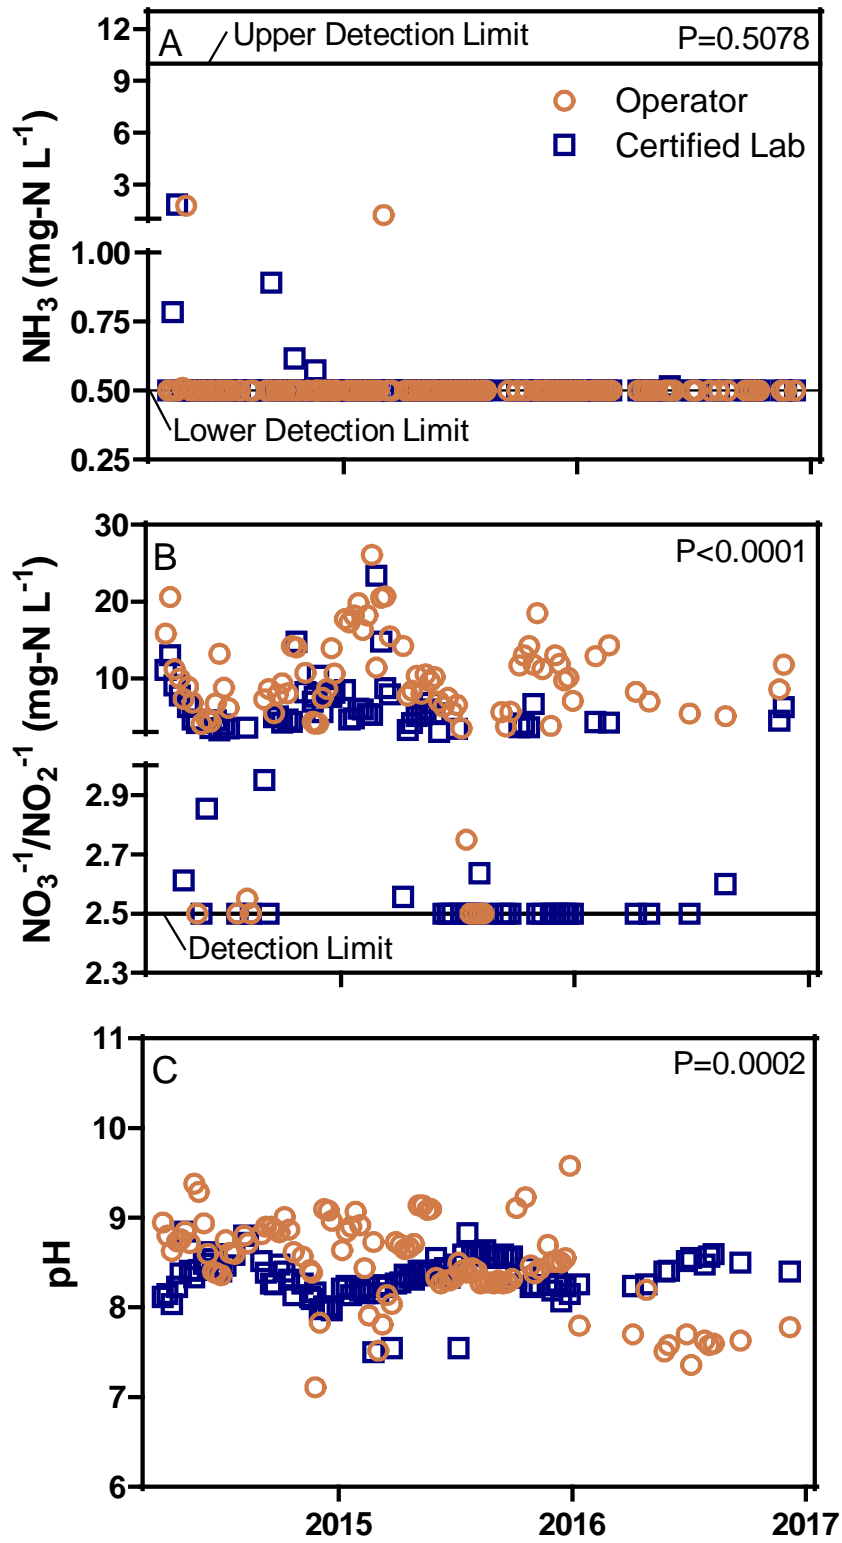 A
Upper Detection Limit
P=0.5078
Operator
Certified Lab
12
9
6
3
1.00
0.75
0.50
0.25
NH₃ (mg-N L⁻¹)
Lower Detection Limit
B
P<0.0001
30
20
10
2.9
2.7
2.5
2.3
NO₃⁻¹/NO₂⁻¹ (mg-N L⁻¹)
Detection Limit
C
P=0.0002
11
10
9
8
7
6
pH
2015 2016 2017